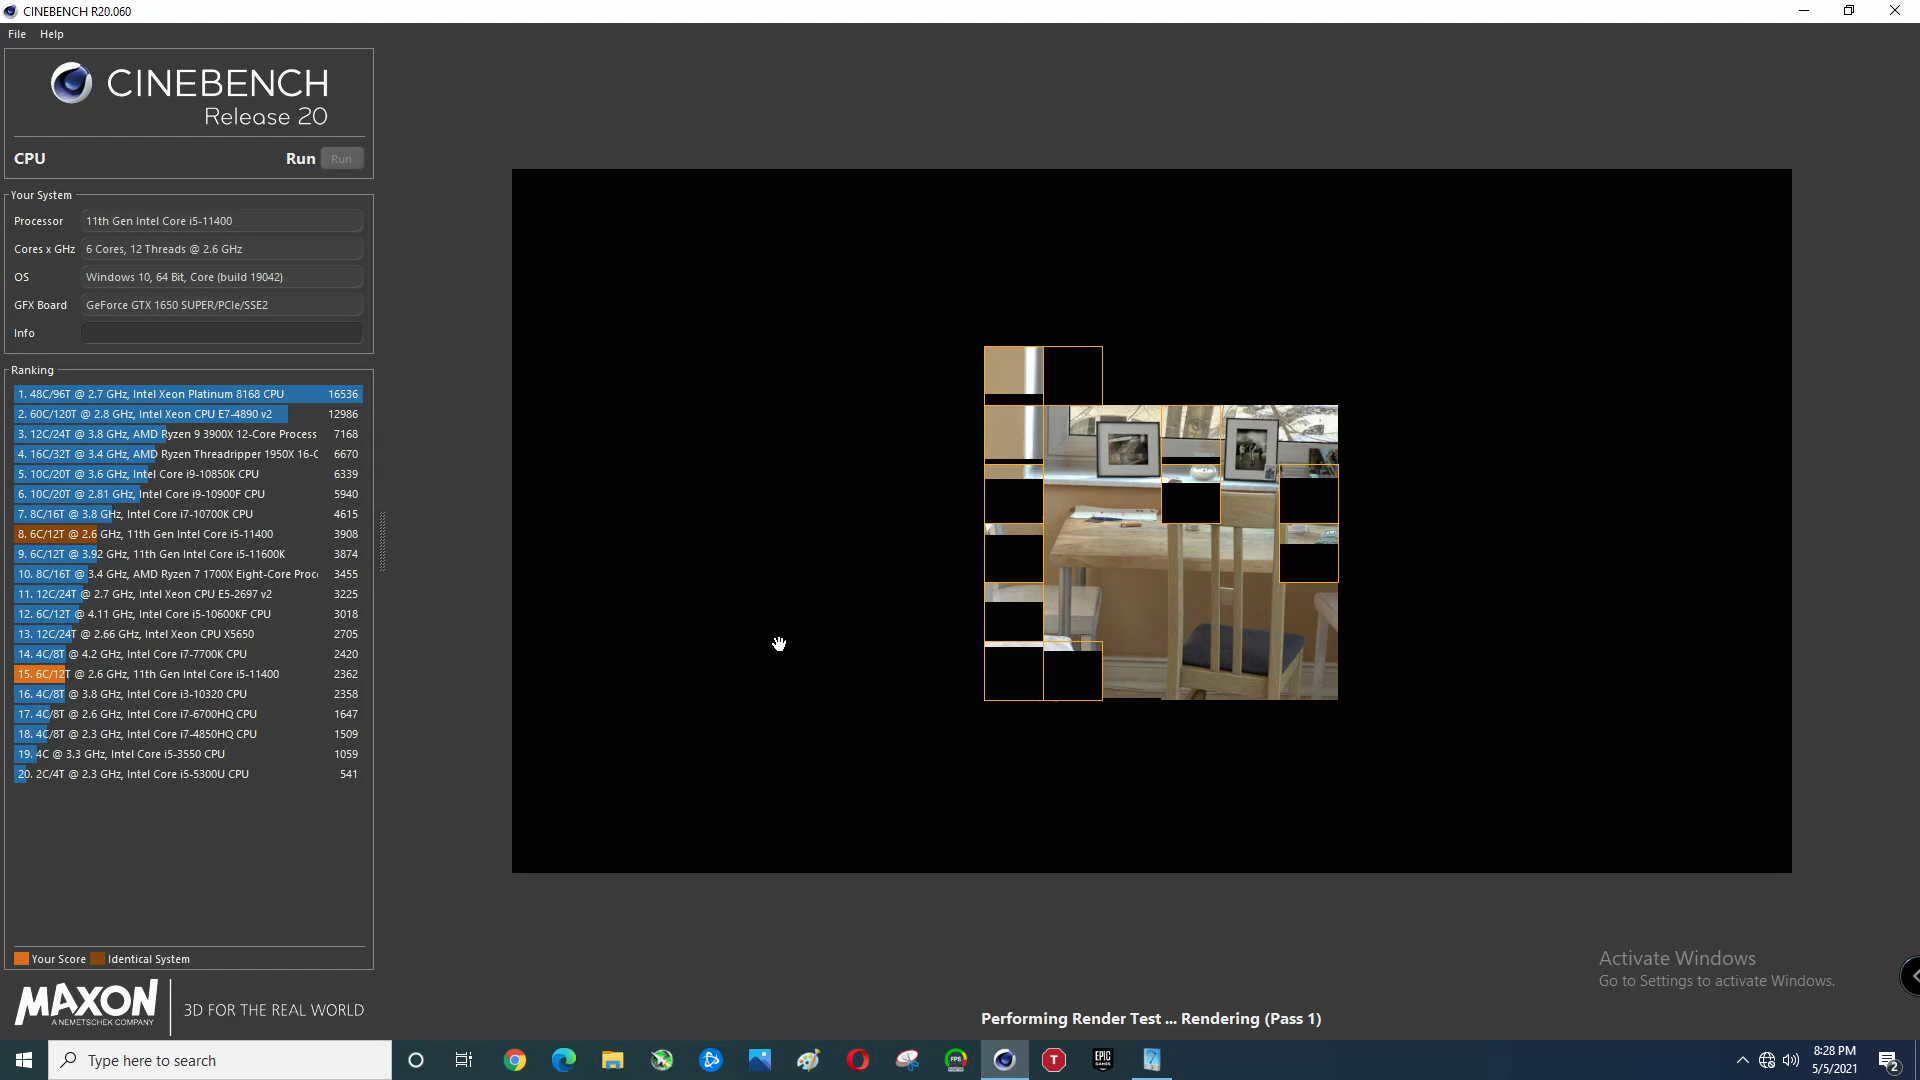 CINEBENCH R20.060
File Help
CINEBENCH
Release 20
CPU Run Run
Your System
Processor 11th Gen Intel Core i5-11400
Cores x GHz 6 Cores, 12 Threads @ 2.6 GHz
OS Windows 10, 64 Bit, Core (build 19042)
GFX Board GeForce GTX 1650 SUPER/PCIe/SSE2
Info
Ranking
1. 48C/96T @ 2.7 GHz, Intel Xeon Platinum 8168 CPU 16536
2. 60C/120T @ 2.8 GHz, Intel Xeon CPU E7-4890 v2 12986
3. 12C/24T @ 3.8 GHz, AMD Ryzen 9 3900X 12-Core Process 7168
4. 16C/32T @ 3.4 GHz, AMD Ryzen Threadripper 1950X 16-C 6670
5. 10C/20T @ 3.6 GHz, Intel Core i9-10850K CPU 6339
6. 10C/20T @ 2.81 GHz, Intel Core i9-10900F CPU 5940
7. 8C/16T @ 3.8 GHz, Intel Core i7-10700K CPU 4615
8. 6C/12T @ 2.6 GHz, 11th Gen Intel Core i5-11400 3908
9. 6C/12T @ 3.92 GHz, 11th Gen Intel Core i5-11600K 3874
10. 8C/16T @ 3.4 GHz, AMD Ryzen 7 1700X Eight-Core Proc 3455
11. 12C/24T @ 2.7 GHz, Intel Xeon CPU E5-2697 v2 3225
12. 6C/12T @ 4.11 GHz, Intel Core i5-10600KF CPU 3018
13. 12C/24T @ 2.66 GHz, Intel Xeon CPU X5650 2705
14. 4C/8T @ 4.2 GHz, Intel Core i7-7700K CPU 2420
15. 6C/12T @ 2.6 GHz, 11th Gen Intel Core i5-11400 2362
16. 4C/8T @ 3.8 GHz, Intel Core i3-10320 CPU 2358
17. 4C/8T @ 2.6 GHz, Intel Core i7-6700HQ CPU 1647
18. 4C/8T @ 2.3 GHz, Intel Core i7-4850HQ CPU 1509
19. 4C @ 3.3 GHz, Intel Core i5-3550 CPU 1059
20. 2C/4T @ 2.3 GHz, Intel Core i5-5300U CPU 541
Your Score Identical System
MAXON
A NEMETSCHEK COMPANY
3D FOR THE REAL WORLD
Activate Windows
Go to Settings to activate Windows.
Performing Render Test ... Rendering (Pass 1)
Type here to search
FPS
T
EPIC
GAMES
8:28 PM
5/5/2021
2